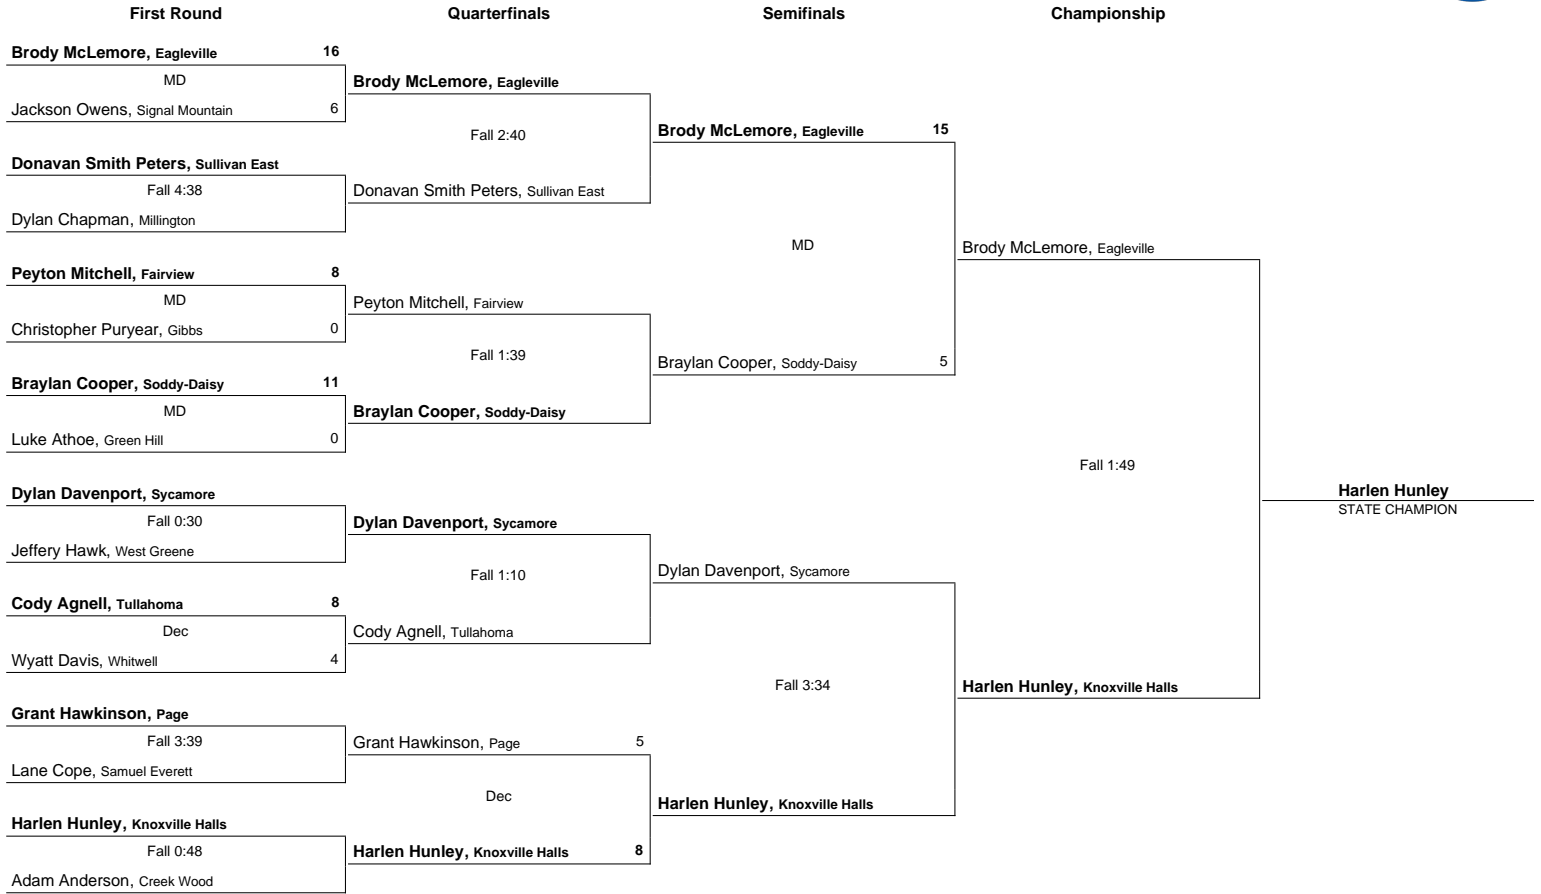 First Round Quarterfinals Semifinals Championship
Brody McLemore, Eagleville 16
MD
Jackson Owens, Signal Mountain 6
Donavan Smith Peters, Sullivan East
Fall 4:38
Dylan Chapman, Millington
Peyton Mitchell, Fairview 8
MD
Christopher Puryear, Gibbs 0
Braylan Cooper, Soddy-Daisy 11
MD
Luke Athoe, Green Hill 0
Dylan Davenport, Sycamore
Fall 0:30
Jeffery Hawk, West Greene
Cody Agnell, Tullahoma 8
Dec
Wyatt Davis, Whitwell 4
Grant Hawkinson, Page
Fall 3:39
Lane Cope, Samuel Everett
Harlen Hunley, Knoxville Halls
Fall 0:48
Adam Anderson, Creek Wood
Brody McLemore, Eagleville
Fall 2:40
Donavan Smith Peters, Sullivan East
Peyton Mitchell, Fairview
Fall 1:39
Braylan Cooper, Soddy-Daisy
Dylan Davenport, Sycamore
Fall 1:10
Cody Agnell, Tullahoma
Grant Hawkinson, Page 5
Dec
Harlen Hunley, Knoxville Halls 8
Brody McLemore, Eagleville 15
MD
Braylan Cooper, Soddy-Daisy 5
Dylan Davenport, Sycamore
Fall 3:34
Harlen Hunley, Knoxville Halls
Brody McLemore, Eagleville
Fall 1:49
Harlen Hunley, Knoxville Halls
Harlen Hunley
STATE CHAMPION